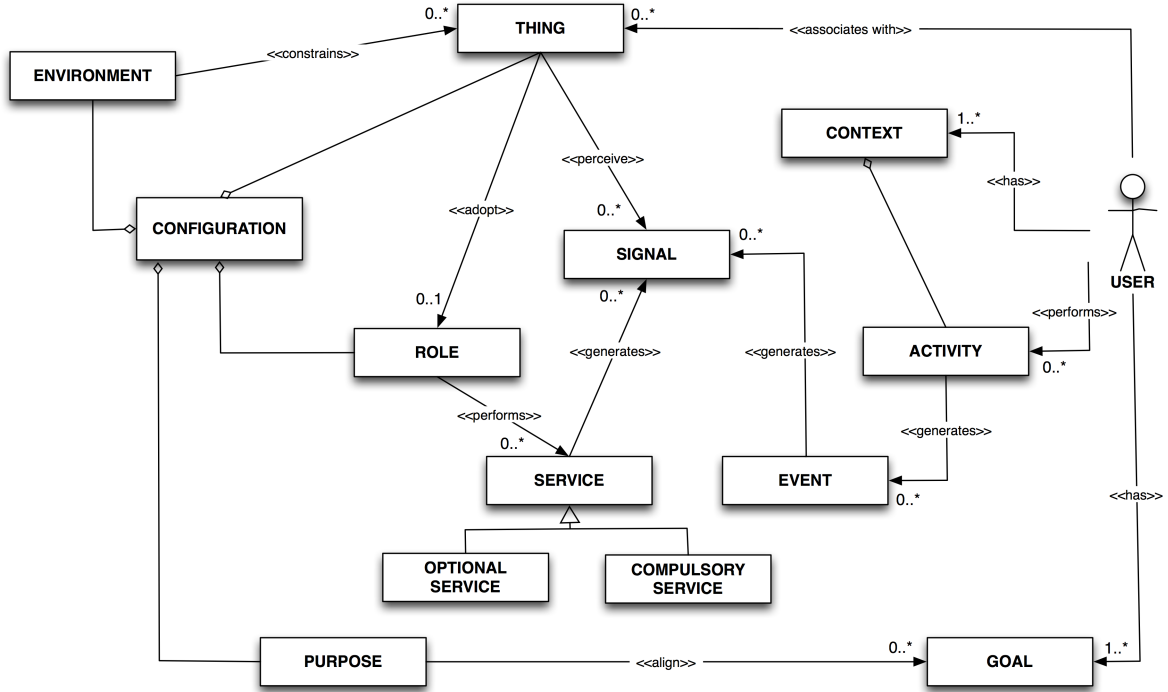 0..*
THING
0..*
<<associates with>>
<<constrains>>
ENVIRONMENT
CONTEXT
1..*
<<perceive>>
<<has>>
0..*
<<adopt>>
CONFIGURATION
0..*
SIGNAL
USER
0..1
0..*
<<performs>>
ROLE
<<generates>>
<<generates>>
ACTIVITY
0..*
<<performs>>
<<generates>>
0..*
SERVICE
EVENT
0..*
<<has>>
OPTIONAL
SERVICE
COMPULSORY
SERVICE
PURPOSE
<<align>>
0..*
GOAL
1..*